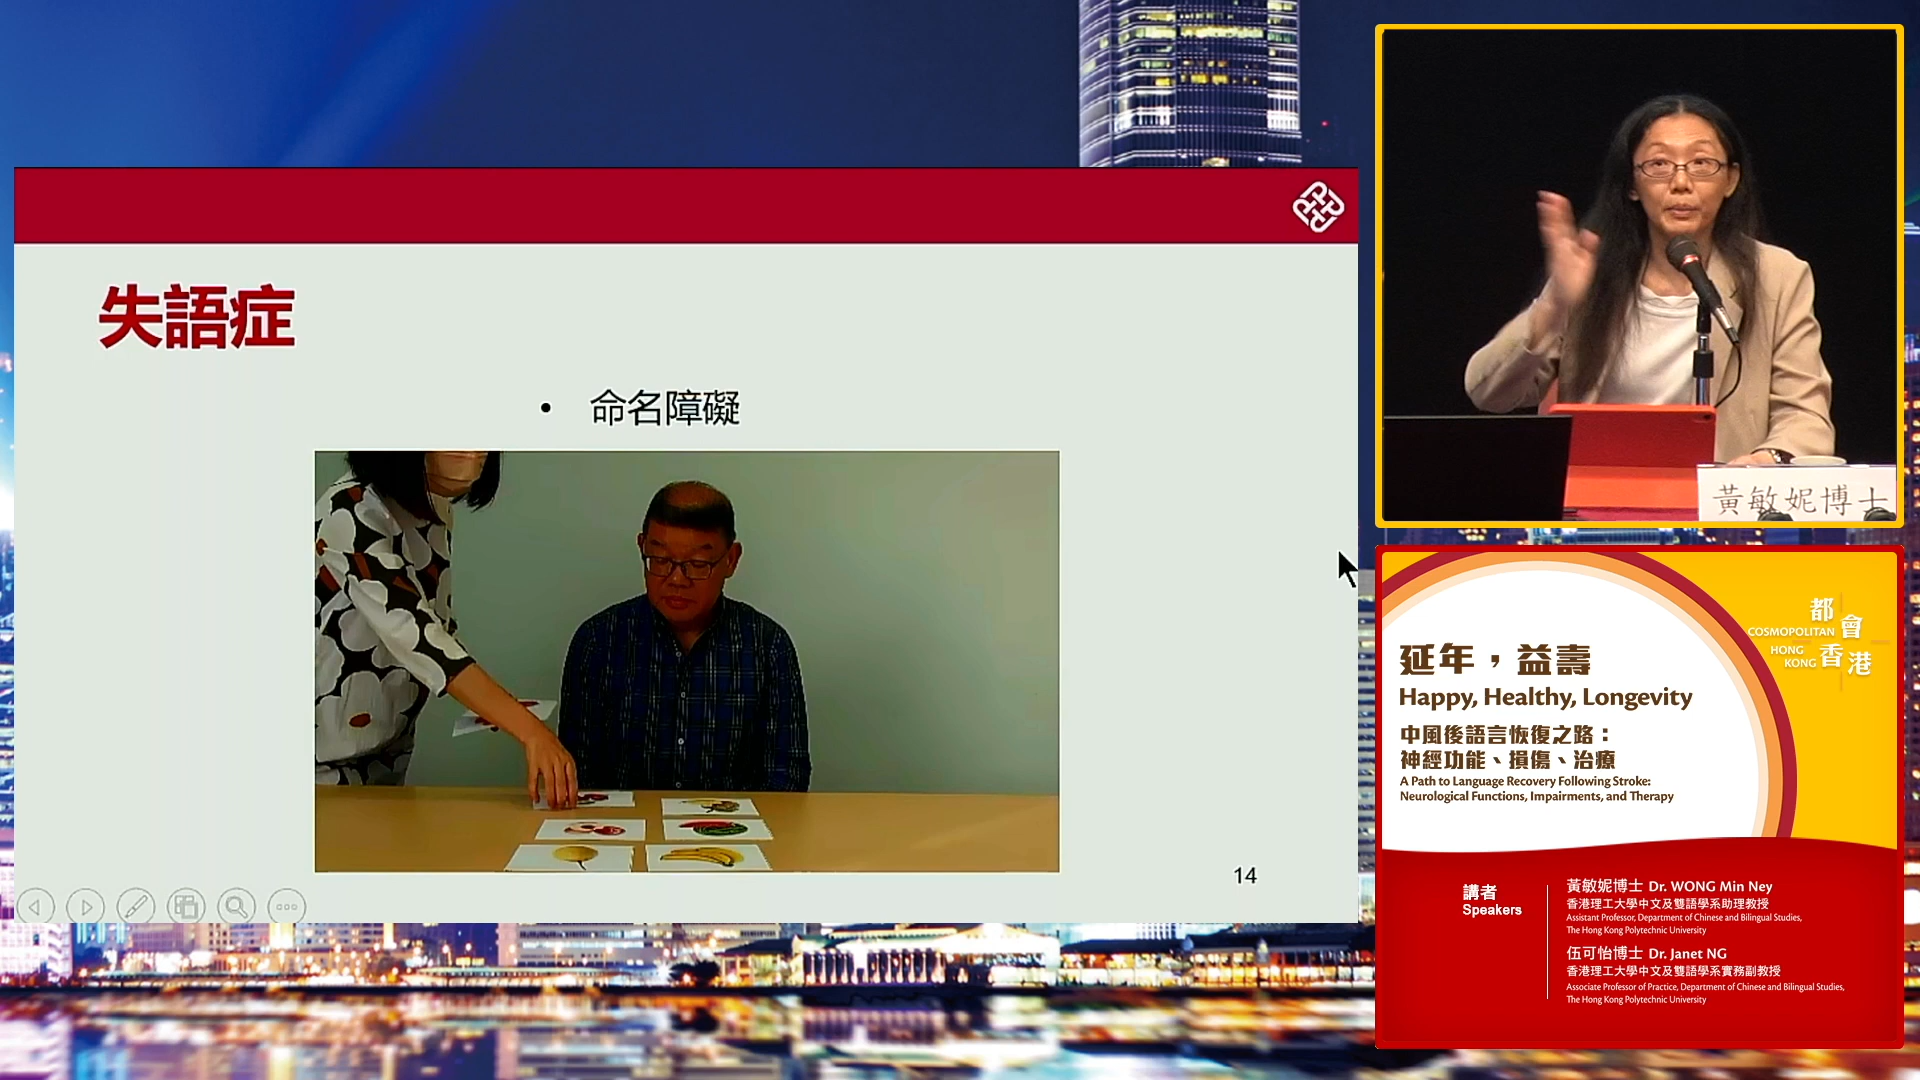 失語症
• 命名障礙
14
黃敏妮博士
都會
COSMOPOLITAN
HONG
KONG
香港
延年，益壽
Happy, Healthy, Longevity
中風後語言恢復之路：
神經功能、損傷、治療
A Path to Language Recovery Following Stroke:
Neurological Functions, Impairments, and Therapy
講者
Speakers
黃敏妮博士 Dr. WONG Min Ney
香港理工大學中文及雙語學系助理教授
Assistant Professor, Department of Chinese and Bilingual Studies,
The Hong Kong Polytechnic University
伍可怡博士 Dr. Janet NG
香港理工大學中文及雙語學系實務副教授
Associate Professor of Practice, Department of Chinese and Bilingual Studies,
The Hong Kong Polytechnic University